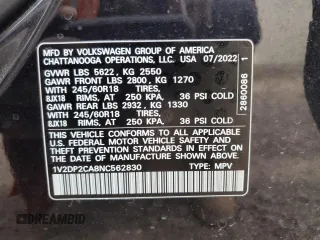 MFD BY VOLKSWAGEN GROUP OF AMERICA
CHATTANOOGA OPERATIONS, LLC. USA 07/2022
GVWR LBS 5622, KG 2550
GAWR FRONT LBS 2800, KG 1270
WITH 245/60R18 TIRES,
8JX18 RIMS, AT 250 KPA, 36 PSI COLD
GAWR REAR LBS 2932, KG 1330
WITH 245/60R18 TIRES,
8JX18 RIMS, AT 250 KPA, 36 PSI COLD
THIS VEHICLE CONFORMS TO ALL APPLICABLE
U.S. FEDERAL MOTOR VEHICLE SAFETY AND
THEFT PREVENTION STANDARDS IN EFFECT ON
THE DATE OF MANUFACTURE SHOWN ABOVE.
1V2DP2CA8NC562830 TYPE: MPV
2860086 1
DREAMBID